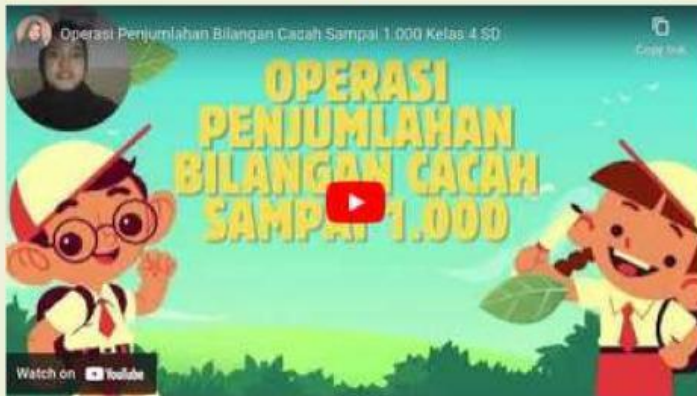 Operasi Penjumlahan Bilangan Cacah Sampai 1.000 Kelas 4 SD
Copy link
OPERASI
PENJUMLAHAN
BILANGAN CACAH
SAMPAI 1.000
Watch on YouTube